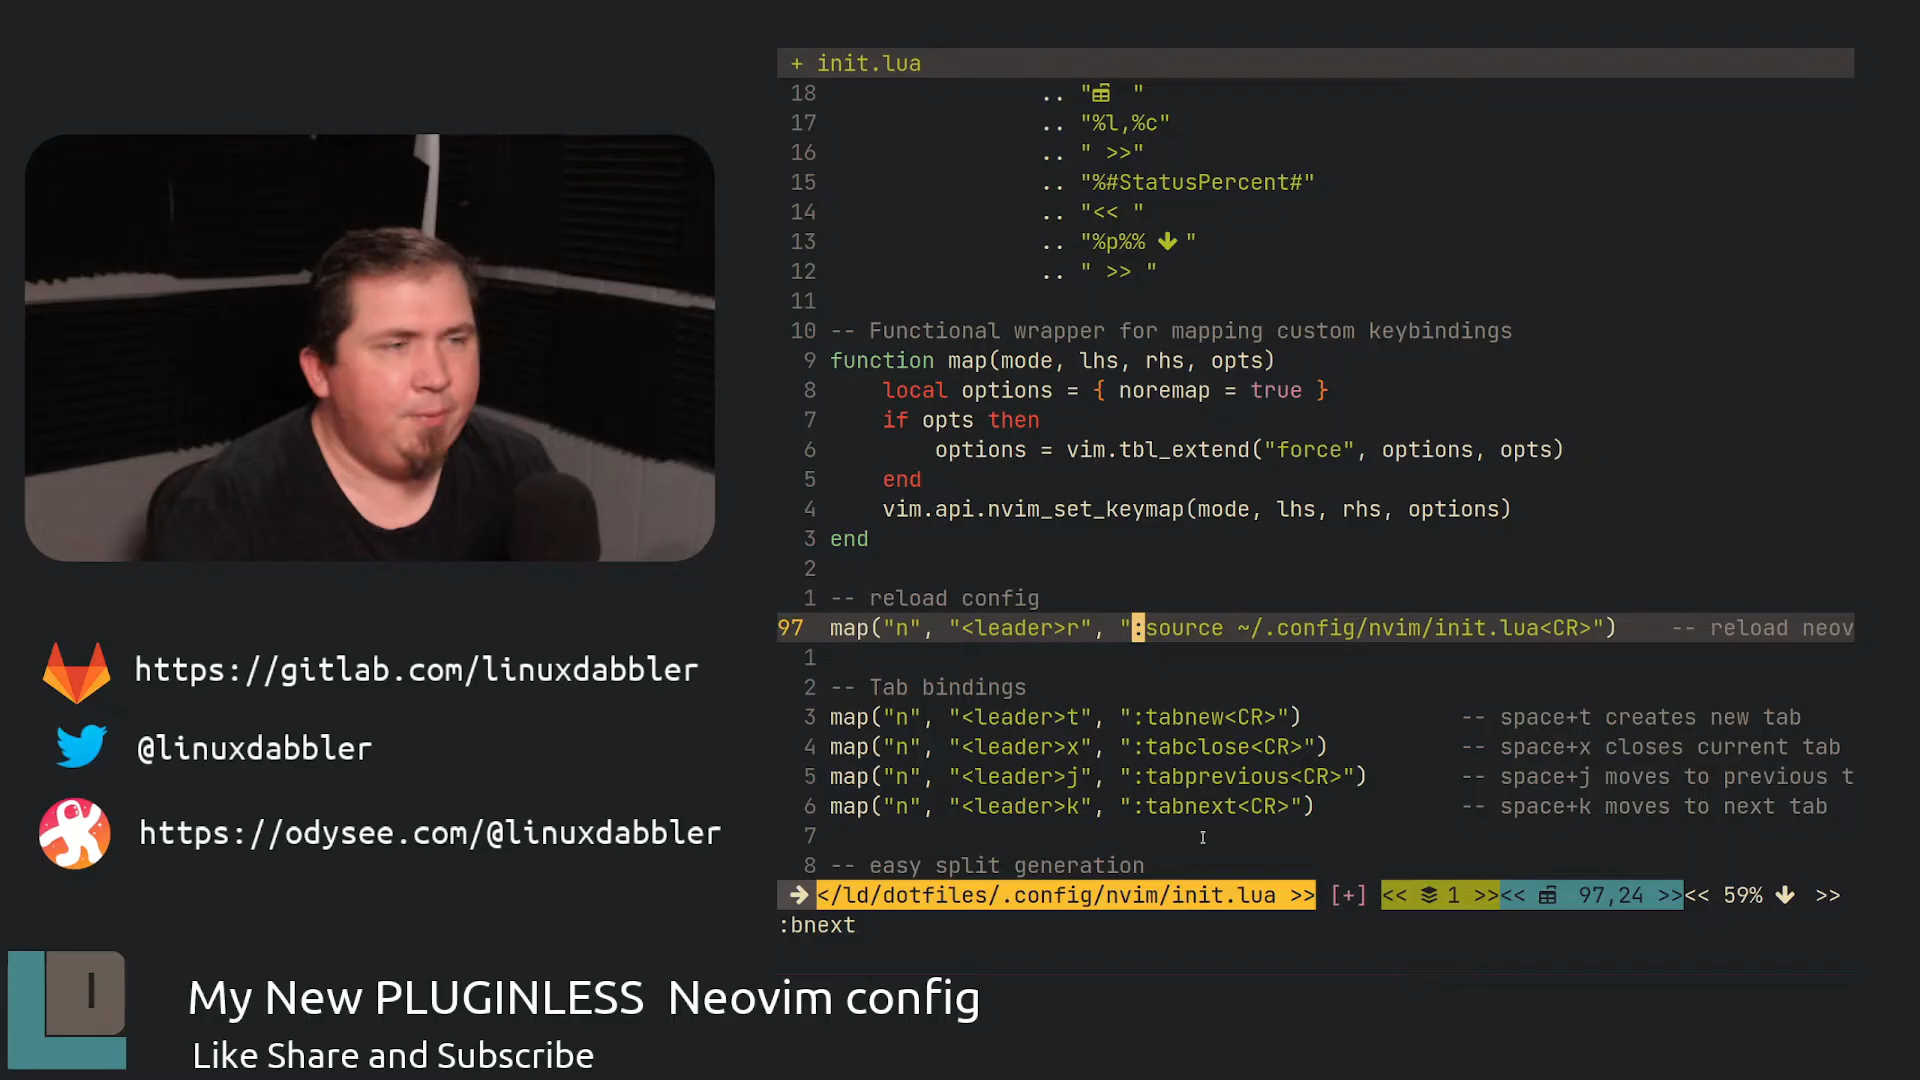 + init.lua
18 .. " "
17 .. "%l,%c"
16 .. " >>"
15 .. "%#StatusPercent#"
14 .. "<< "
13 .. "%p%% 🡻 "
12 .. " >> "
11
10 -- Functional wrapper for mapping custom keybindings
9 function map(mode, lhs, rhs, opts)
8 local options = { noremap = true }
7 if opts then
6 options = vim.tbl_extend("force", options, opts)
5 end
4 vim.api.nvim_set_keymap(mode, lhs, rhs, options)
3 end
2
1 -- reload config
97 map("n", "<leader>r", ":source ~/.config/nvim/init.lua<CR>") -- reload neov
1
2 -- Tab bindings
3 map("n", "<leader>t", ":tabnew<CR>") -- space+t creates new tab
4 map("n", "<leader>x", ":tabclose<CR>") -- space+x closes current tab
5 map("n", "<leader>j", ":tabprevious<CR>") -- space+j moves to previous t
6 map("n", "<leader>k", ":tabnext<CR>") -- space+k moves to next tab
7
8 -- easy split generation
</ld/dotfiles/.config/nvim/init.lua >> [+] << 1 >><< 97,24 >><< 59% >>
:bnext
https://gitlab.com/linuxdabbler
@linuxdabbler
https://odysee.com/@linuxdabbler
My New PLUGINLESS Neovim config
Like Share and Subscribe